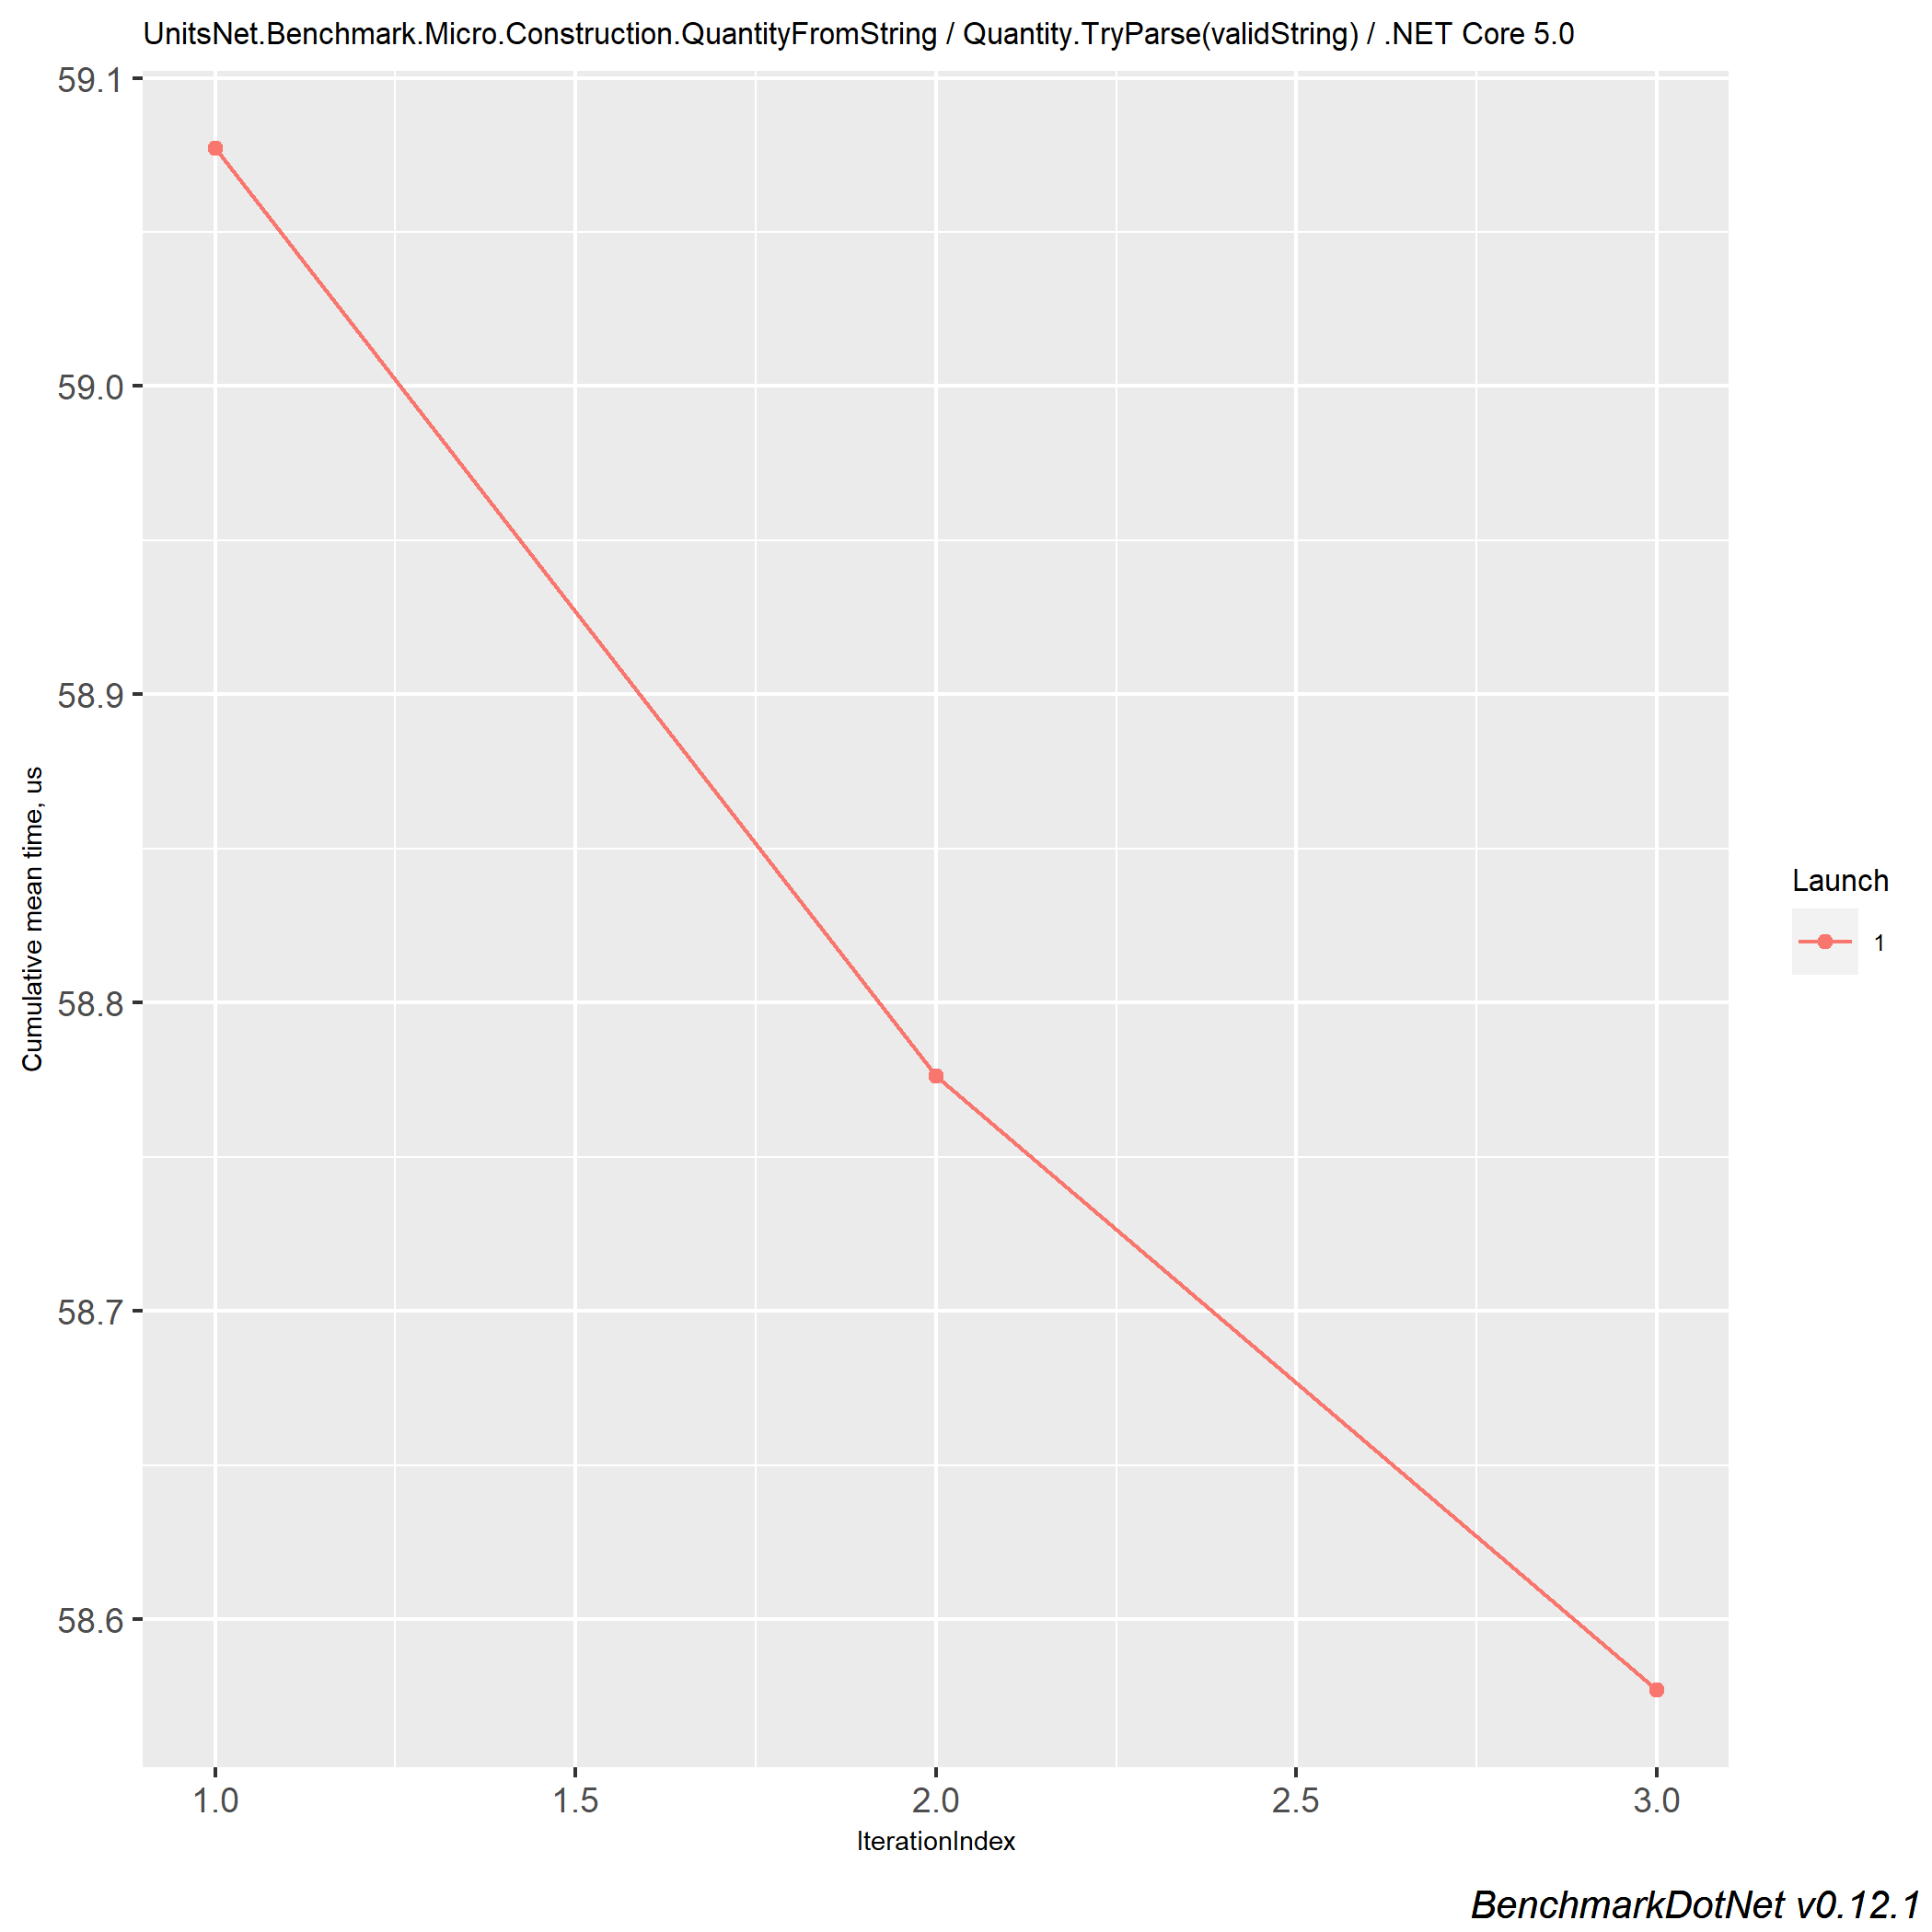 UnitsNet.Benchmark.Micro.Construction.QuantityFromString / Quantity.TryParse(validString) / .NET Core 5.0
59.1
59.0
58.9
58.8
58.7
58.6
Cumulative mean time, us
1.0 1.5 2.0 2.5 3.0
IterationIndex
Launch
1
BenchmarkDotNet v0.12.1